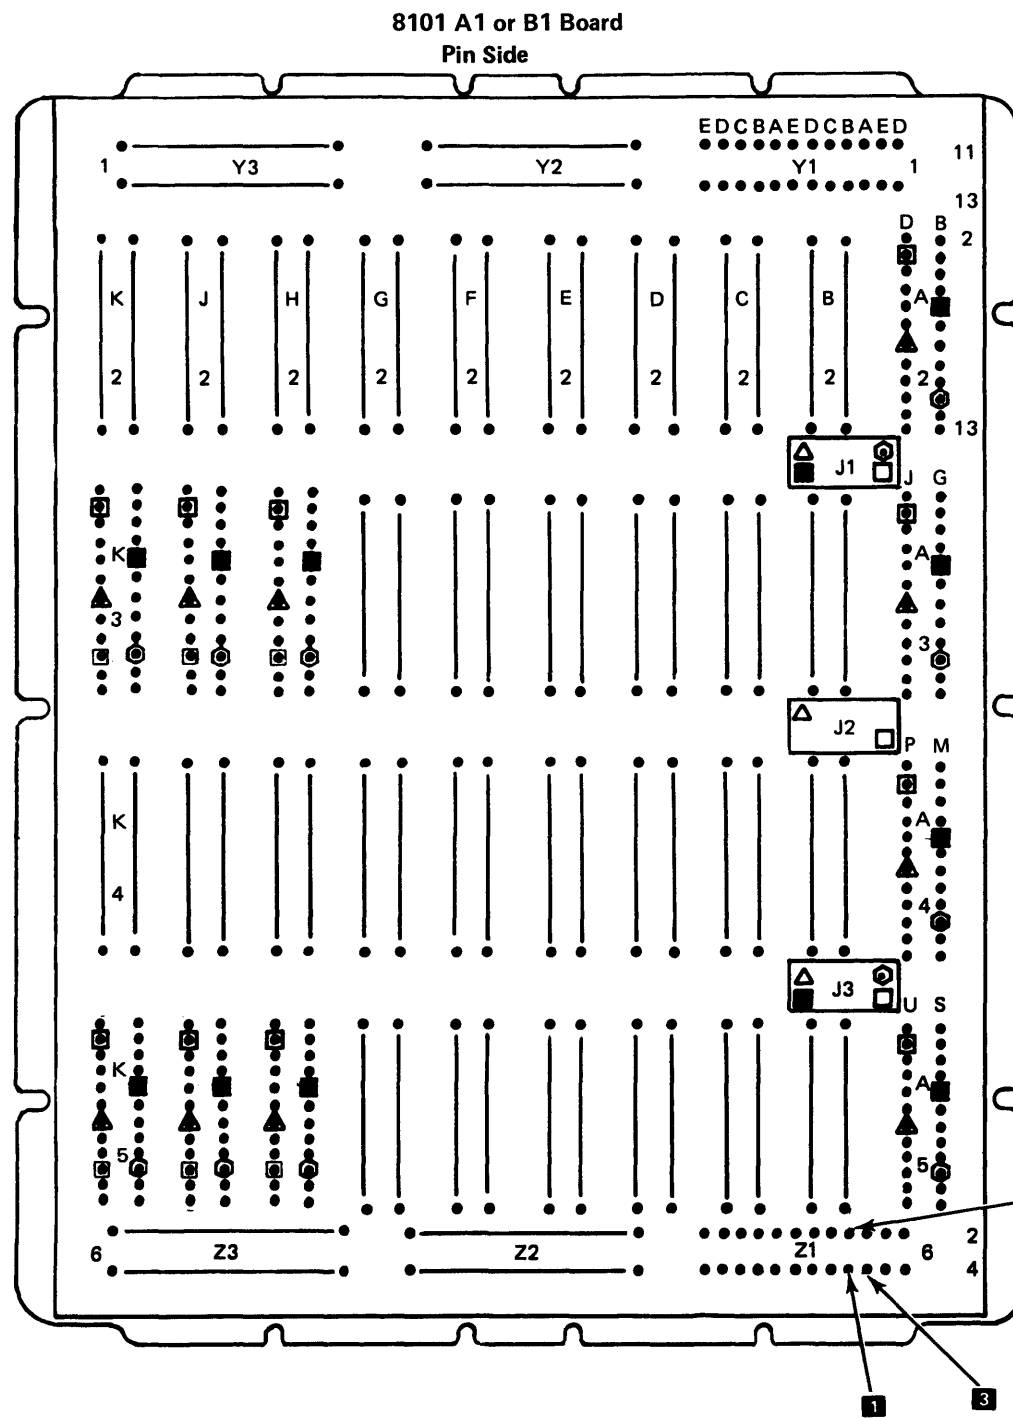 8101 A1 or B1 Board
Pin Side
E D C B A E D C B A E D
1 Y3 Y2 Y1 1 11
13
D B
2
K J H G F E D C B A
2 2 2 2 2 2 2 2 2 2
13
J1
J G
K A
3 3
J2
P M
K A
4 4
J3
U S
K A
5 5
6 Z3 Z2 Z1 6 2
4
1 3